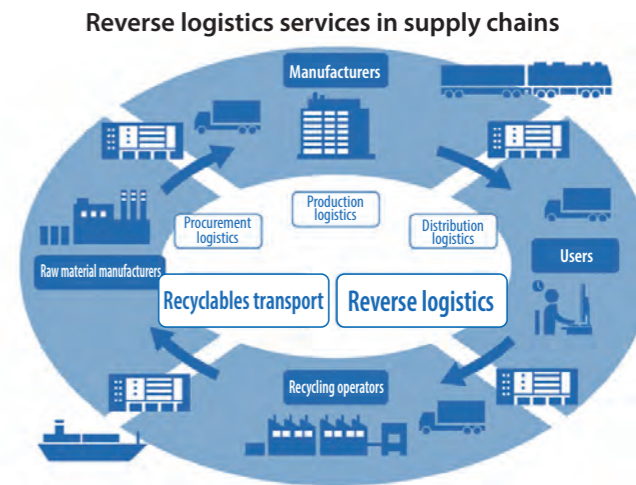 Reverse logistics services in supply chains
Manufacturers
Production
logistics
Procurement
logistics
Distribution
logistics
Raw material manufacturers
Users
Recyclables transport
Reverse logistics
Recycling operators